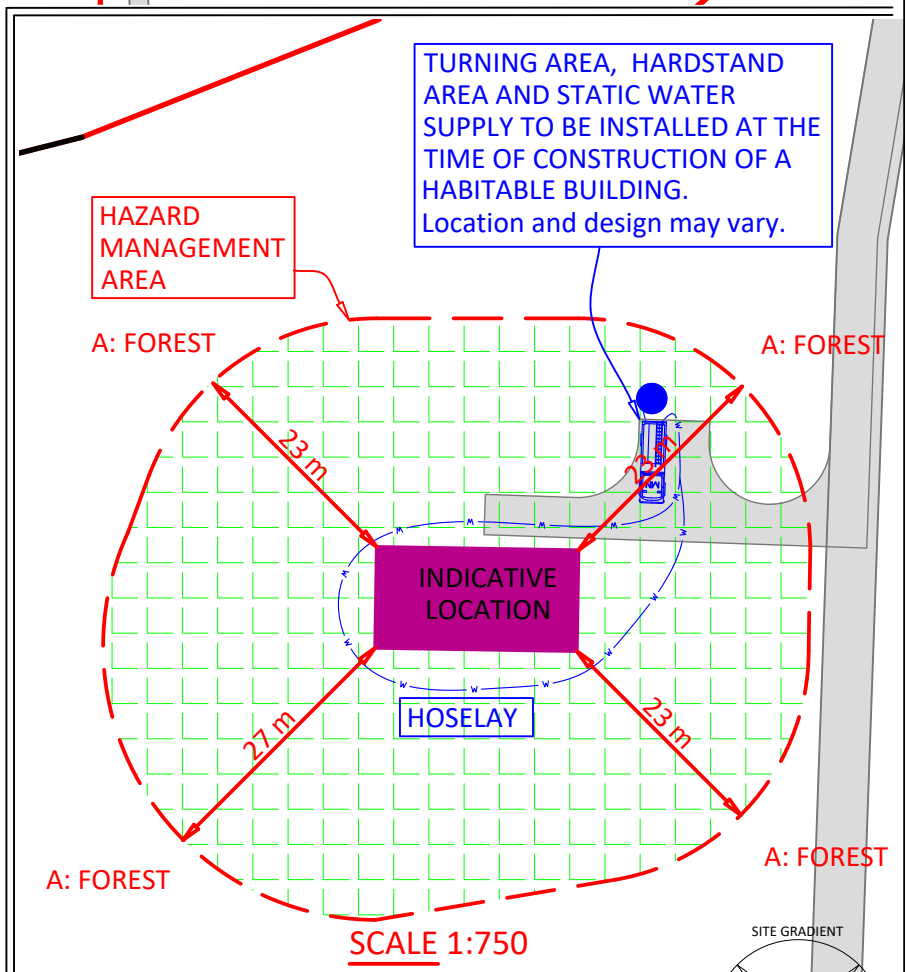 TURNING AREA, HARDSTAND
AREA AND STATIC WATER
SUPPLY TO BE INSTALLED AT THE
TIME OF CONSTRUCTION OF A
HABITABLE BUILDING.
Location and design may vary.
HAZARD
MANAGEMENT
AREA
A: FOREST
A: FOREST
23 m
23 m
W
W
W
W
W
W
INDICATIVE
LOCATION
W
W
W
W
W
W
W
HOSELAY
27 m
23 m
A: FOREST
A: FOREST
SCALE 1:750
SITE GRADIENT